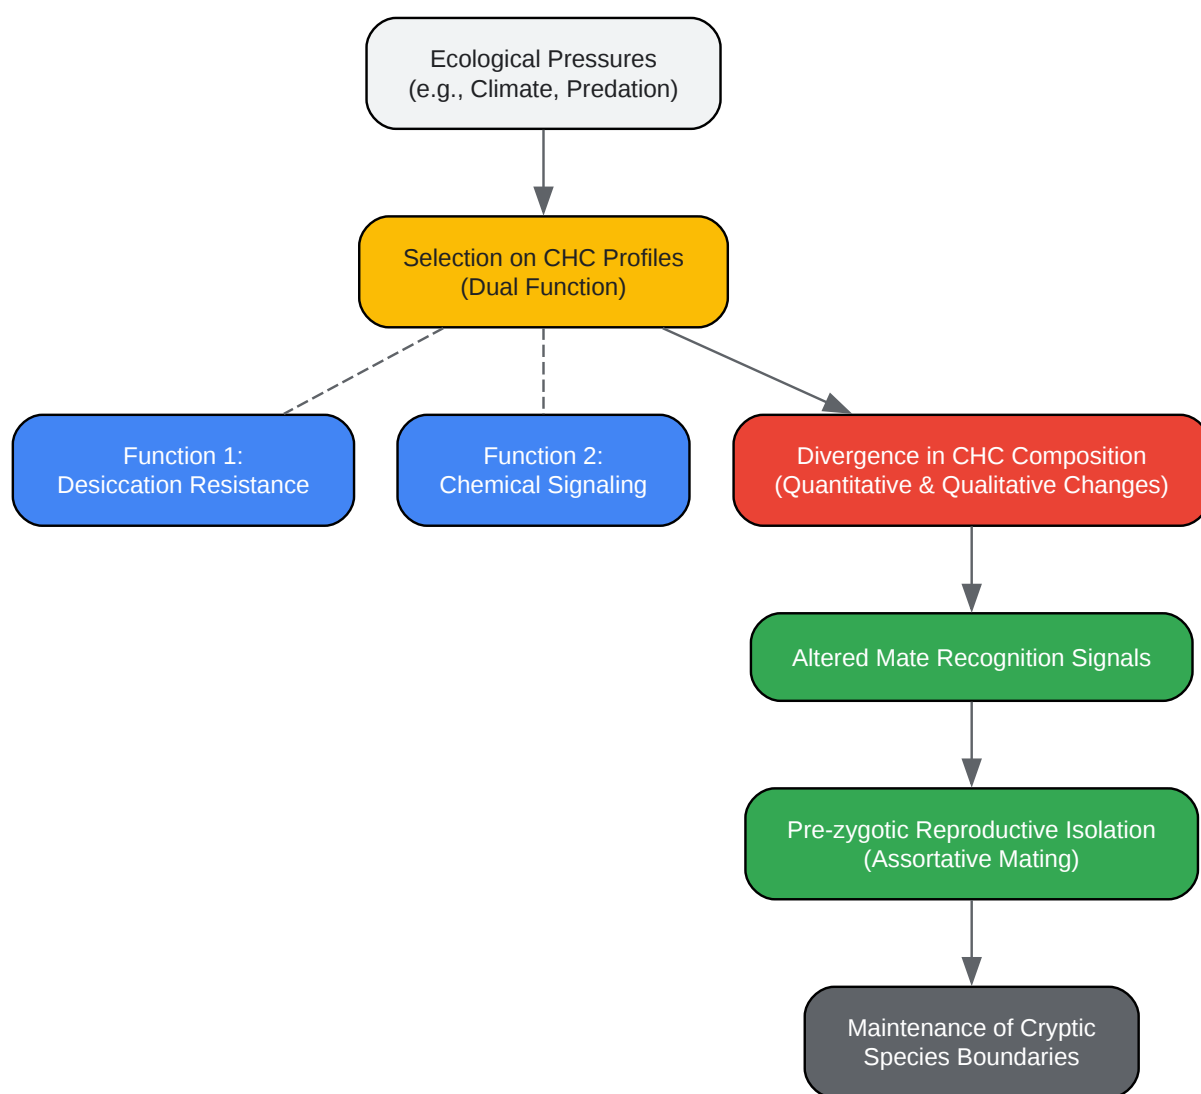 Ecological Pressures
(e.g., Climate, Predation)
Selection on CHC Profiles
(Dual Function)
Function 1:
Desiccation Resistance
Function 2:
Chemical Signaling
Divergence in CHC Composition
(Quantitative & Qualitative Changes)
Altered Mate Recognition Signals
Pre-zygotic Reproductive Isolation
(Assortative Mating)
Maintenance of Cryptic
Species Boundaries